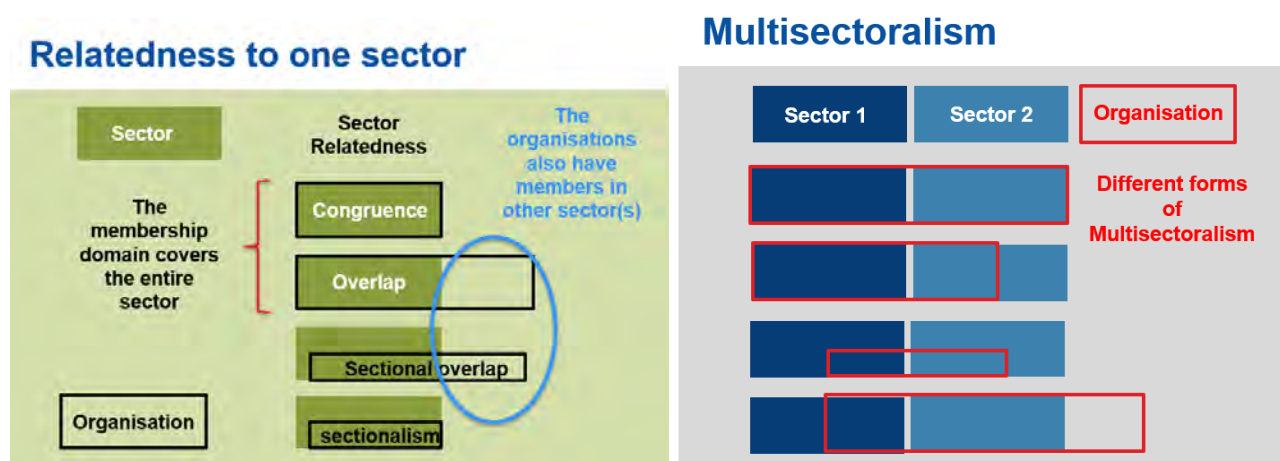 Relatedness to one sector
Sector
Sector
Relatedness
The
organisations
also have
members in
other sector(s)
The
membership
domain covers
the entire
sector
Congruence
Overlap
Sectional overlap
sectionalism
Organisation
Multisectoralism
Sector 1
Sector 2
Organisation
Different forms
of
Multisectoralism